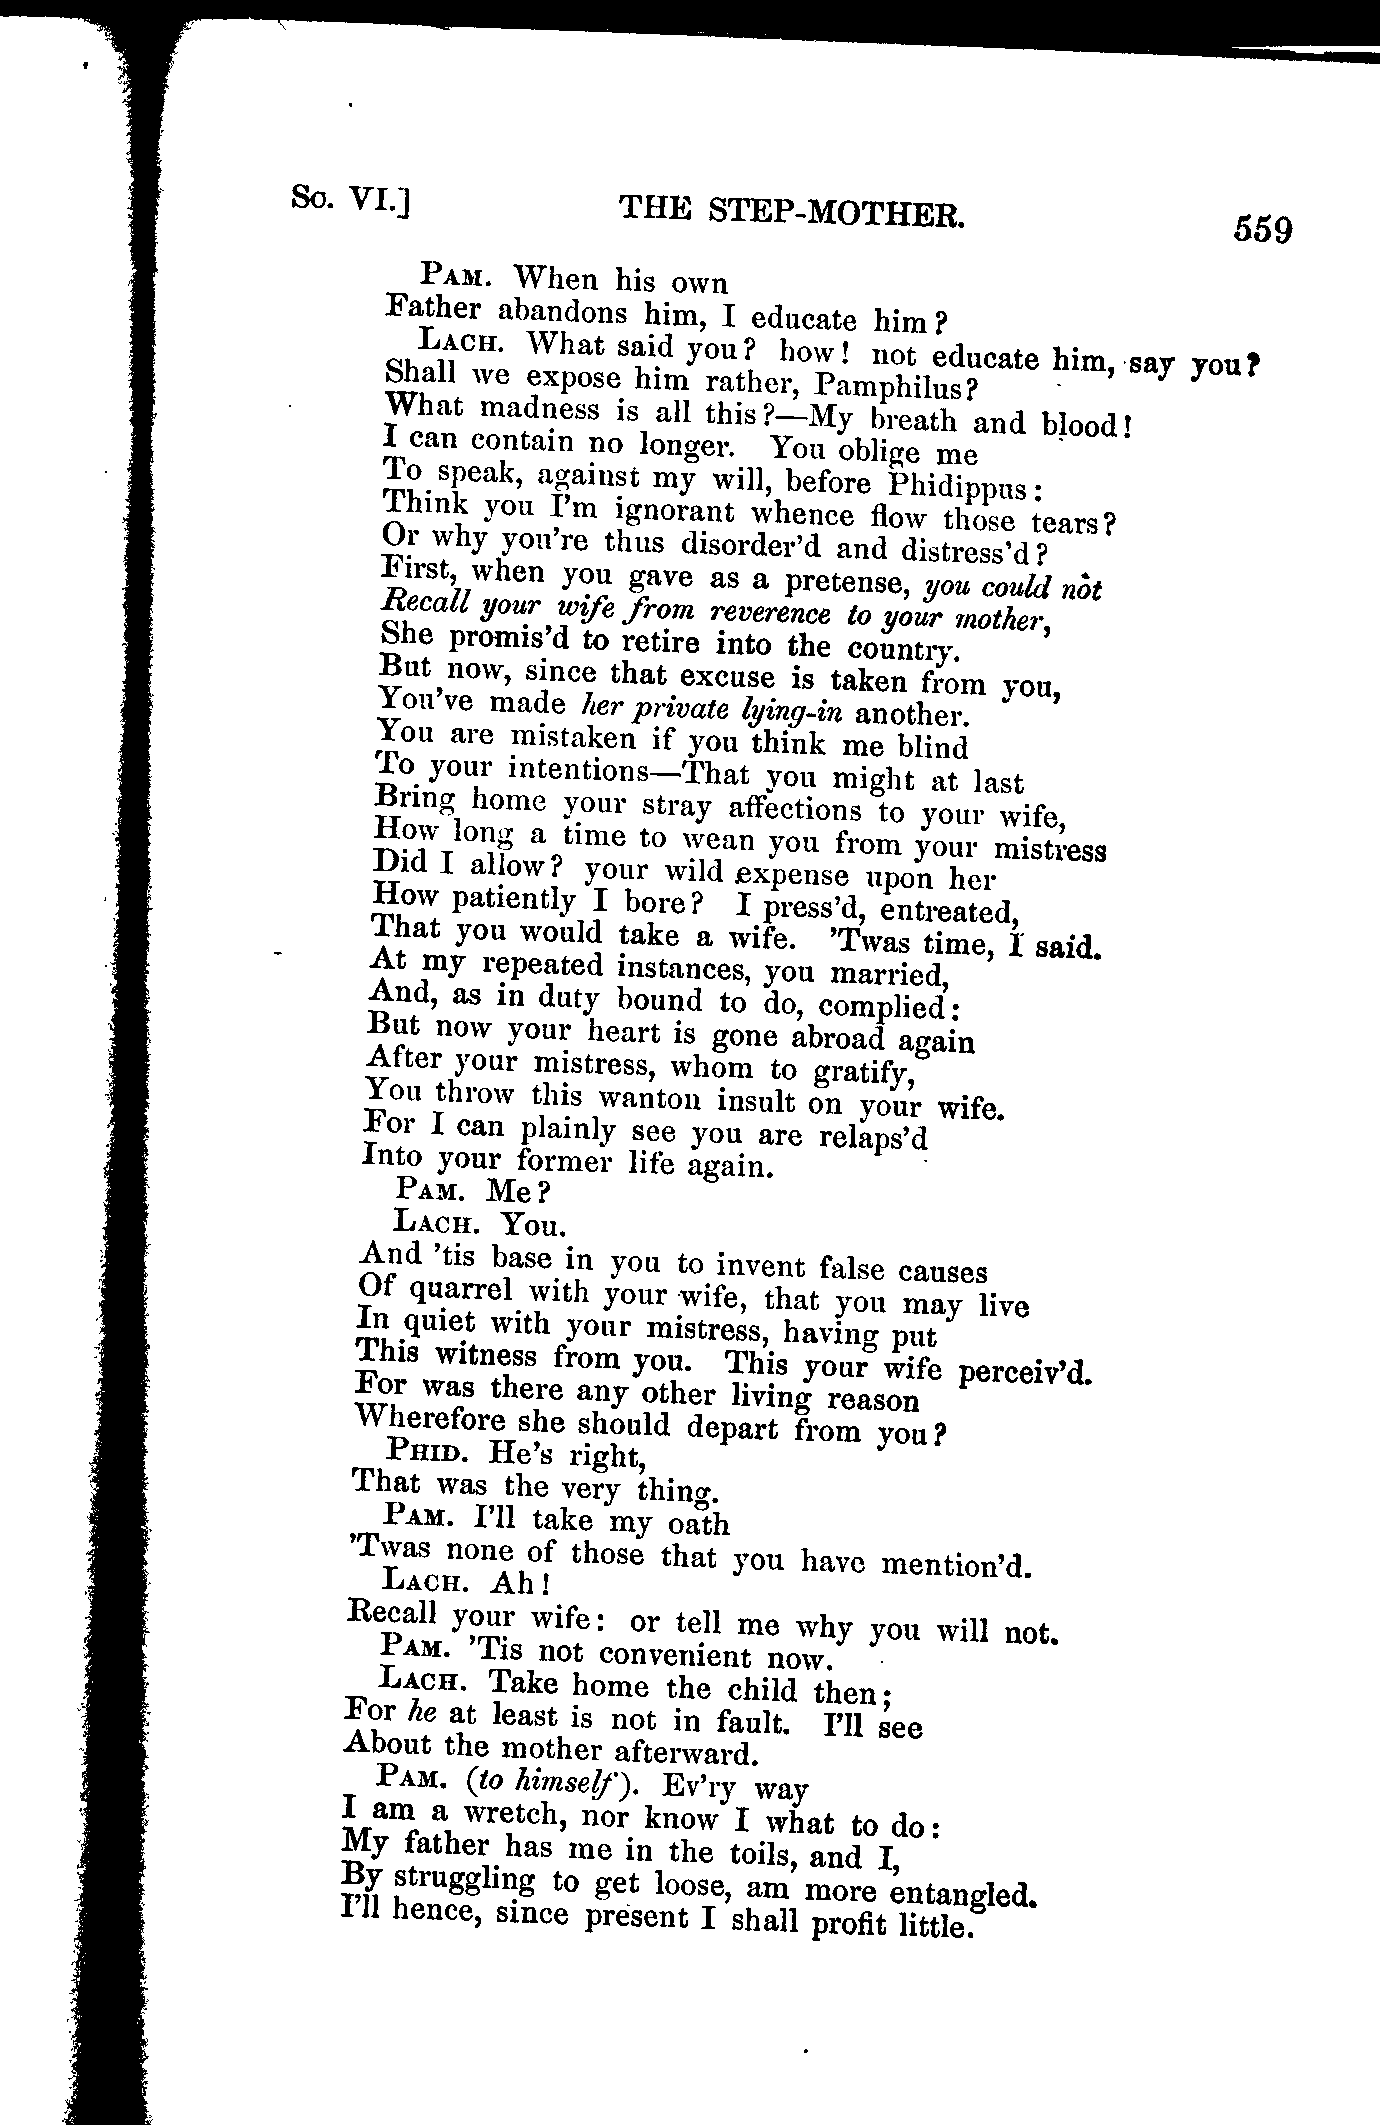 Sc. VI.] THE STEP-MOTHER. 559
PAM. When his own
Father abandons him, I educate him?
LACH. What said you? how! not educate him, say you?
Shall we expose him rather, Pamphilus?
What madness is all this?—My breath and blood!
I can contain no longer. You oblige me
To speak, against my will, before Phidippus:
Think you I'm ignorant whence flow those tears?
Or why you're thus disorder'd and distress'd?
First, when you gave as a pretense, you could not
Recall your wife from reverence to your mother,
She promis'd to retire into the country.
But now, since that excuse is taken from you,
You've made her private lying-in another.
You are mistaken if you think me blind
To your intentions—That you might at last
Bring home your stray affections to your wife,
How long a time to wean you from your mistress
Did I allow? your wild expense upon her
How patiently I bore? I press'd, entreated,
That you would take a wife. 'Twas time, I said.
At my repeated instances, you married,
And, as in duty bound to do, complied:
But now your heart is gone abroad again
After your mistress, whom to gratify,
You throw this wanton insult on your wife.
For I can plainly see you are relaps'd
Into your former life again.
PAM. Me?
LACH. You.
And 'tis base in you to invent false causes
Of quarrel with your wife, that you may live
In quiet with your mistress, having put
This witness from you. This your wife perceiv'd.
For was there any other living reason
Wherefore she should depart from you?
PHID. He's right,
That was the very thing.
PAM. I'll take my oath
'Twas none of those that you have mention'd.
LACH. Ah!
Recall your wife: or tell me why you will not.
PAM. 'Tis not convenient now.
LACH. Take home the child then;
For he at least is not in fault. I'll see
About the mother afterward.
PAM. (to himself). Ev'ry way
I am a wretch, nor know I what to do:
My father has me in the toils, and I,
By struggling to get loose, am more entangled.
I'll hence, since present I shall profit little.